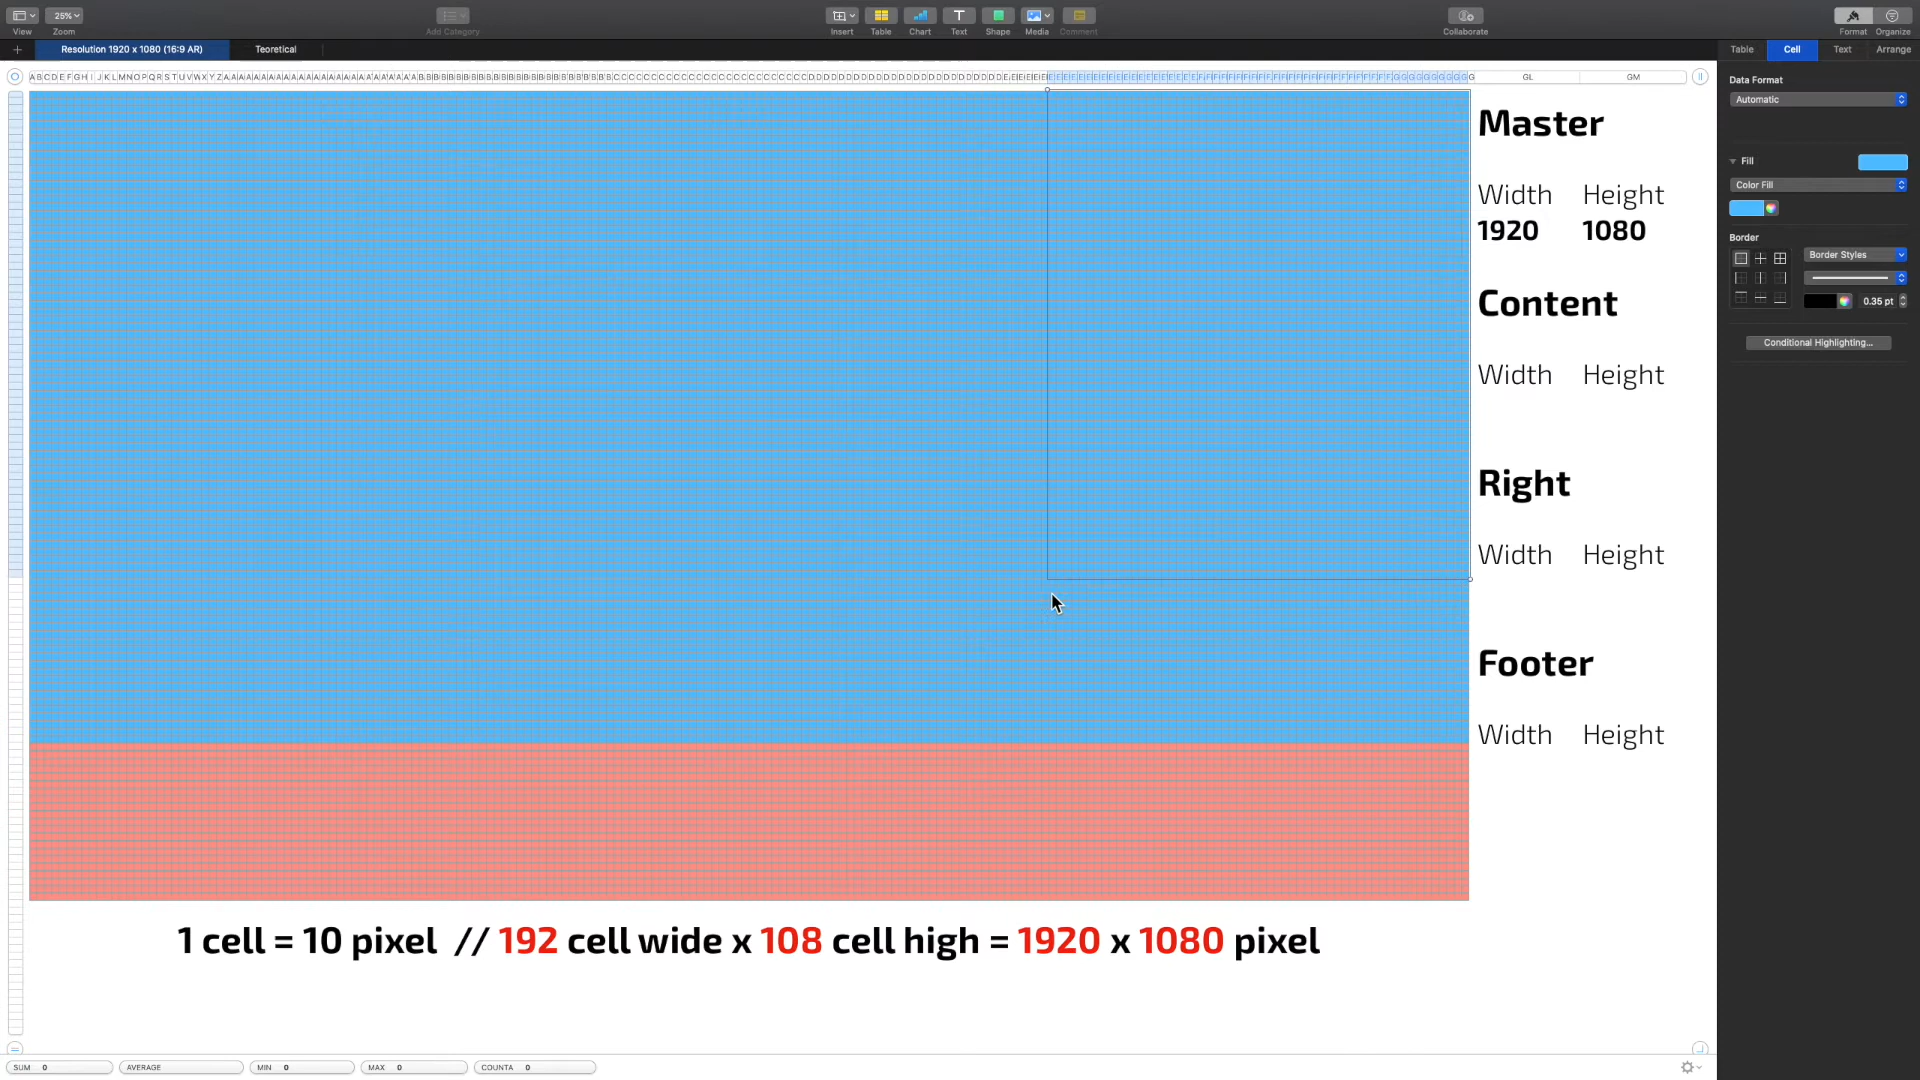 View
25%
Zoom
Add Category
Insert
Table
Chart
Text
Shape
Media
Comment
Collaborate
Format
Organize
Resolution 1920 x 1080 (16:9 AR)
Teoretical
Table
Cell
Text
Arrange
GL
GM
Data Format
Automatic
Fill
Color Fill
Border
Border Styles
0.35 pt
Conditional Highlighting...
Master
Width Height
1920 1080
Content
Width Height
Right
Width Height
Footer
Width Height
1 cell = 10 pixel // 192 cell wide x 108 cell high = 1920 x 1080 pixel
SUM 0
AVERAGE
MIN 0
MAX 0
COUNTA 0